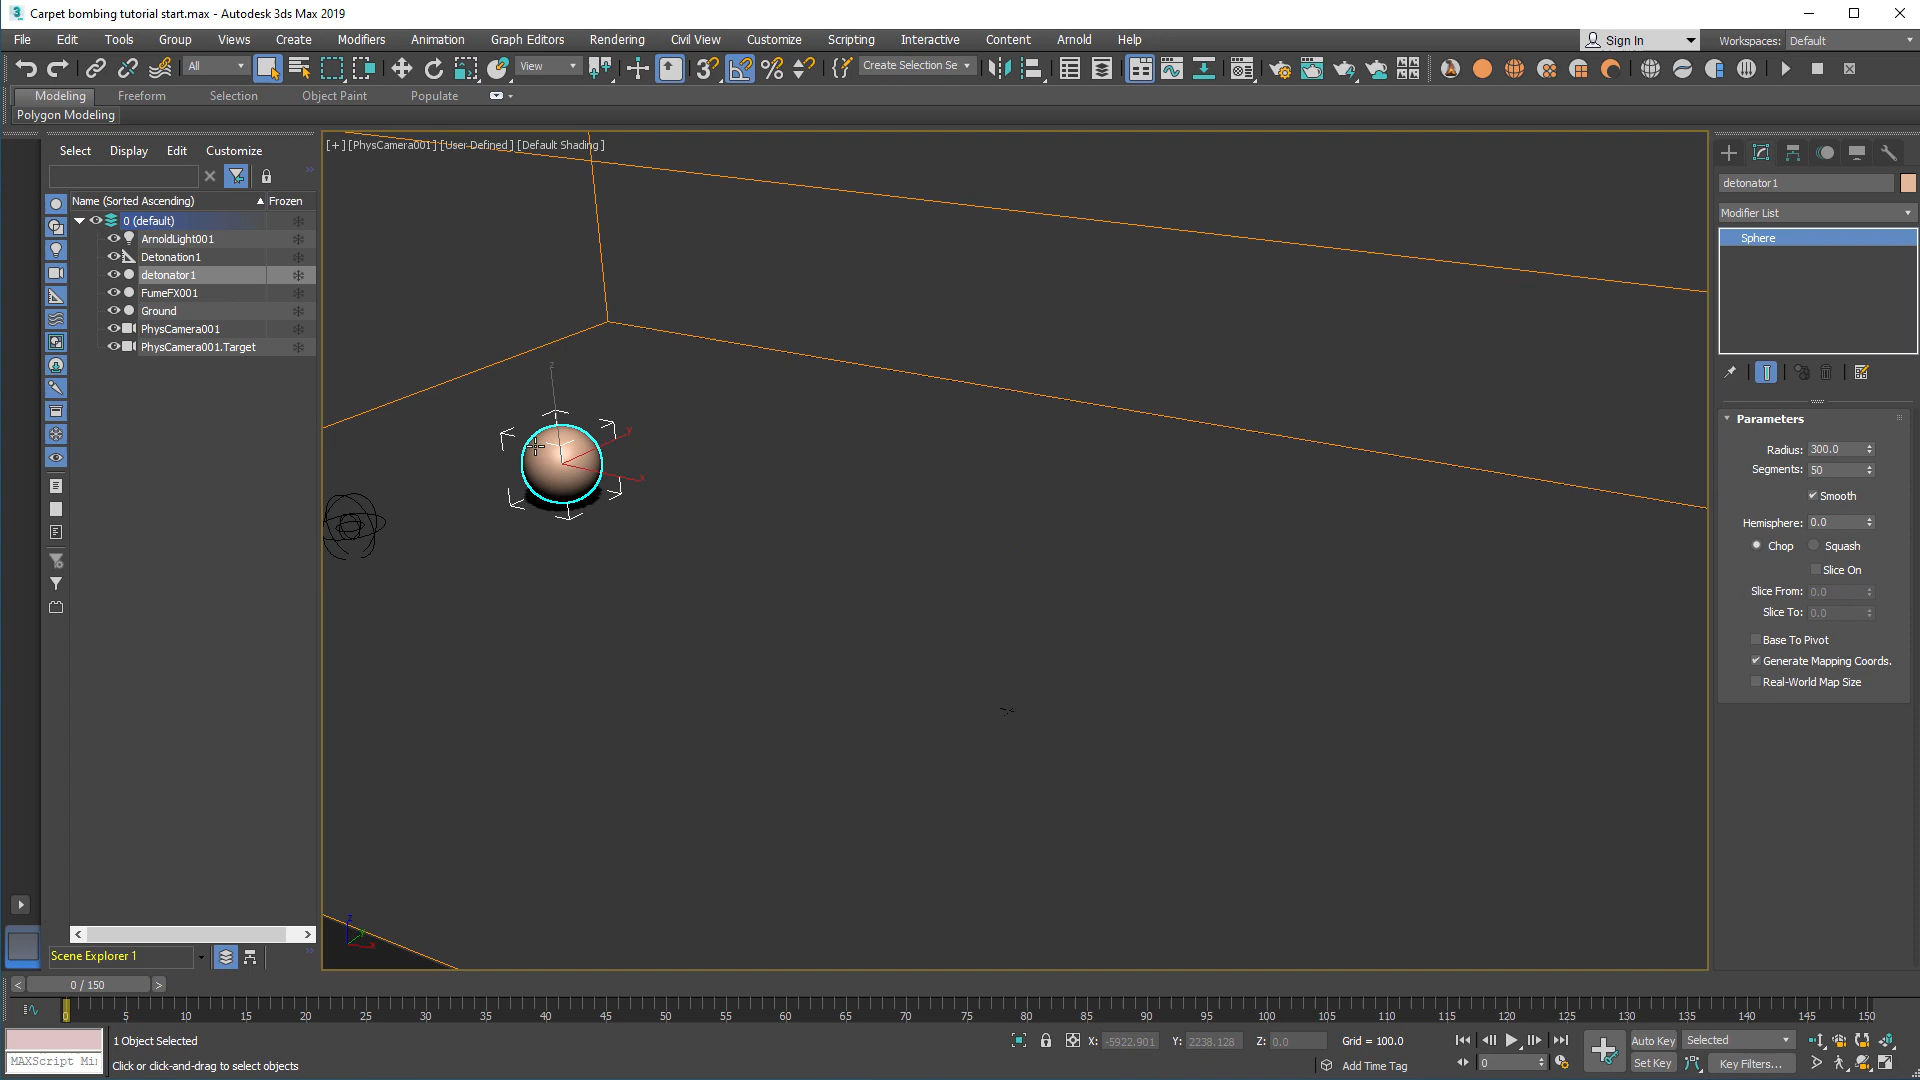 Carpet bombing tutorial start.max - Autodesk 3ds Max 2019
File Edit Tools Group Views Create Modifiers Animation Graph Editors Rendering Civil View Customize Scripting Interactive Content Arnold Help
Sign In
Workspaces: Default
All
View
Create Selection Se
Modeling Freeform Selection Object Paint Populate
Polygon Modeling
Select Display Edit Customize
Name (Sorted Ascending) Frozen
0 (default)
ArnoldLight001
Detonation1
detonator1
FumeFX001
Ground
PhysCamera001
PhysCamera001.Target
Scene Explorer 1
[+] [PhysCamera001] [User-Defined] [Default Shading]
z
y
x
z
x
detonator1
Modifier List
Sphere
Parameters
Radius: 300.0
Segments: 50
Smooth
Hemisphere: 0.0
Chop Squash
Slice On
Slice From: 0.0
Slice To: 0.0
Base To Pivot
Generate Mapping Coords.
Real-World Map Size
< 0 / 150 >
0 5 10 15 20 25 30 35 40 45 50 55 60 65 70 75 80 85 90 95 100 105 110 115 120 125 130 135 140 145 150
1 Object Selected
X: -5922.901 Y: 2238.128 Z: 0.0 Grid = 100.0
Auto Key Selected
MAXScript Mi
Click or click-and-drag to select objects
Add Time Tag
0
Set Key Key Filters...